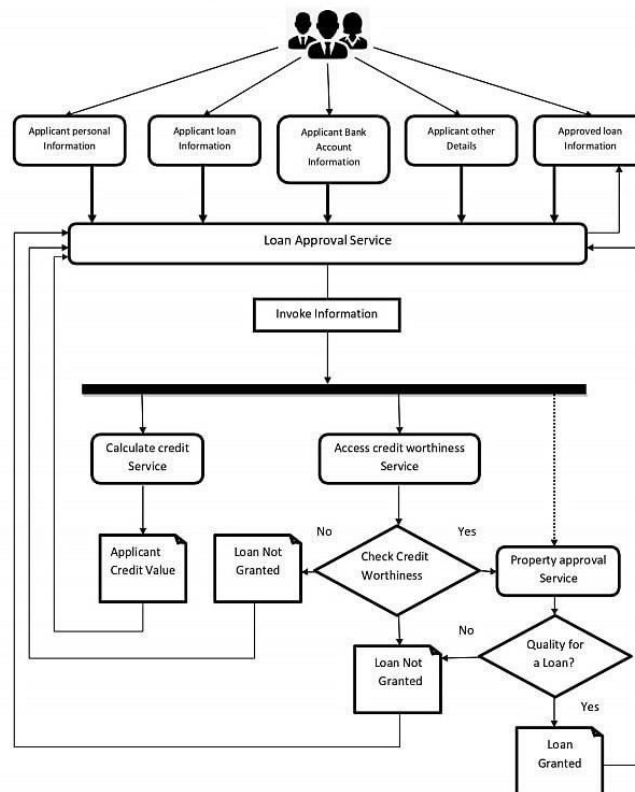 Applicant personal
Information
Applicant loan
Information
Applicant Bank
Account
Information
Applicant other
Details
Approved loan
Information
Loan Approval Service
Invoke Information
Calculate credit
Service
Access credit worthiness
Service
No
Yes
Applicant
Credit Value
Loan Not
Granted
Check Credit
Worthiness
Property approval
Service
No
Quality for
a Loan?
Loan Not
Granted
Yes
Loan
Granted